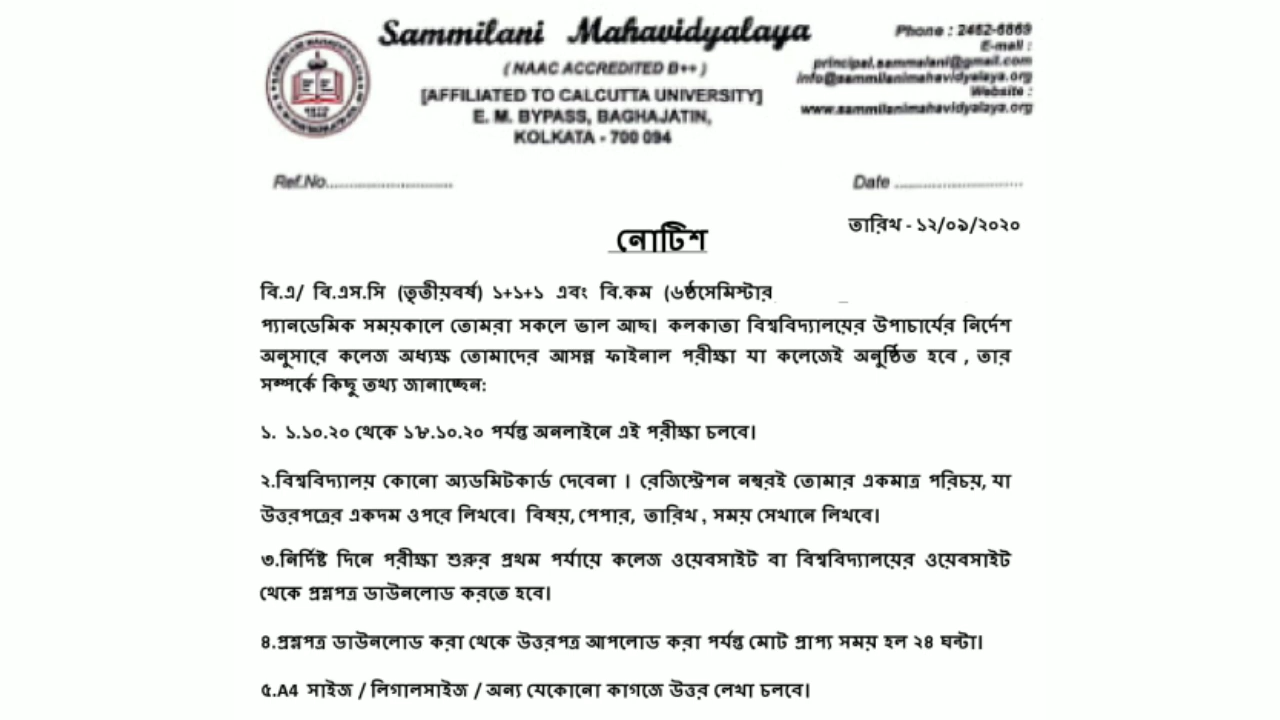 Sammilani Mahavidyalaya
( NAAC ACCREDITED B++ )
[AFFILIATED TO CALCUTTA UNIVERSITY]
E. M. BYPASS, BAGHAJATIN,
KOLKATA - 700 094
Phone : 2462-6869
E-mail :
principal.sammalani@gmail.com
info@sammilanimahavidyalaya.org
Website :
www.sammilanimahavidyalaya.org
Ref.No..............................
Date ..............................
তারিখ - ১২/০৯/২০২০
নোটিশ
বি.এ/ বি.এস.সি (তৃতীয়বর্ষ) ১+১+১ এবং বি.কম (৬ষ্ঠসেমিস্টার
প্যানডেমিক সময়কালে তোমরা সকলে ভাল আছ। কলকাতা বিশ্ববিদ্যালয়ের উপাচার্যের নির্দেশ
অনুসারে কলেজ অধ্যক্ষ তোমাদের আসন্ন ফাইনাল পরীক্ষা যা কলেজেই অনুষ্ঠিত হবে , তার
সম্পর্কে কিছু তথ্য জানাচ্ছেন:
১. ১.১০.২০ থেকে ১৮.১০.২০ পর্যন্ত অনলাইনে এই পরীক্ষা চলবে।
২.বিশ্ববিদ্যালয় কোনো অ্যডমিটকার্ড দেবেনা । রেজিস্ট্রেশন নম্বরই তোমার একমাত্র পরিচয়, যা
উত্তরপত্রের একদম ওপরে লিখবে। বিষয়, পেপার, তারিখ , সময় সেখানে লিখবে।
৩.নির্দিষ্ট দিনে পরীক্ষা শুরুর প্রথম পর্যায়ে কলেজ ওয়েবসাইট বা বিশ্ববিদ্যালয়ের ওয়েবসাইট
থেকে প্রশ্নপত্র ডাউনলোড করতে হবে।
৪.প্রশ্নপত্র ডাউনলোড করা থেকে উত্তরপত্র আপলোড করা পর্যন্ত মোট প্রাপ্য সময় হল ২৪ ঘন্টা।
৫.A4 সাইজ / লিগালসাইজ / অন্য যেকোনো কাগজে উত্তর লেখা চলবে।